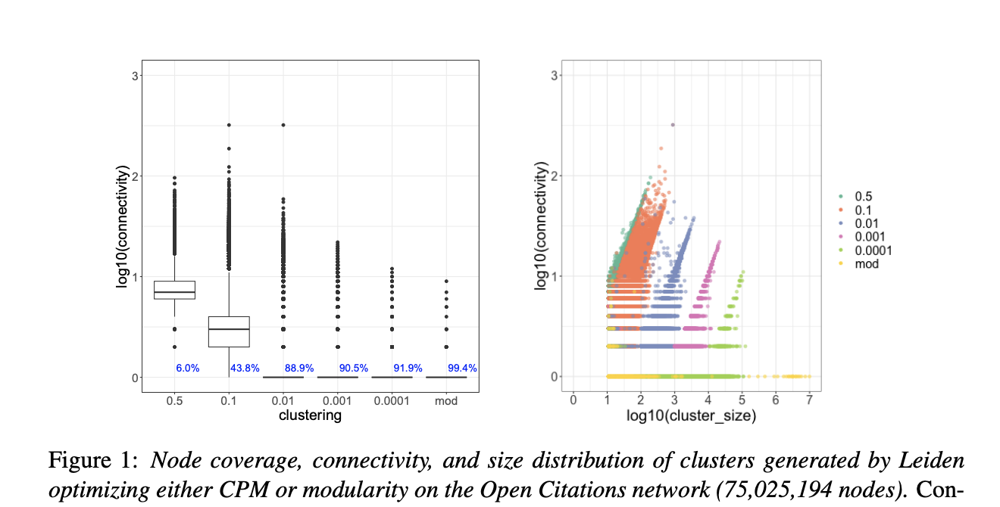 3
2
1
0
log10(connectivity)
6.0% 43.8% 88.9% 90.5% 91.9% 99.4%
0.5 0.1 0.01 0.001 0.0001 mod
clustering
3
2
1
0
log10(connectivity)
0 1 2 3 4 5 6 7
log10(cluster_size)
0.5
0.1
0.01
0.001
0.0001
mod
Figure 1: Node coverage, connectivity, and size distribution of clusters generated by Leiden
optimizing either CPM or modularity on the Open Citations network (75,025,194 nodes). Con-